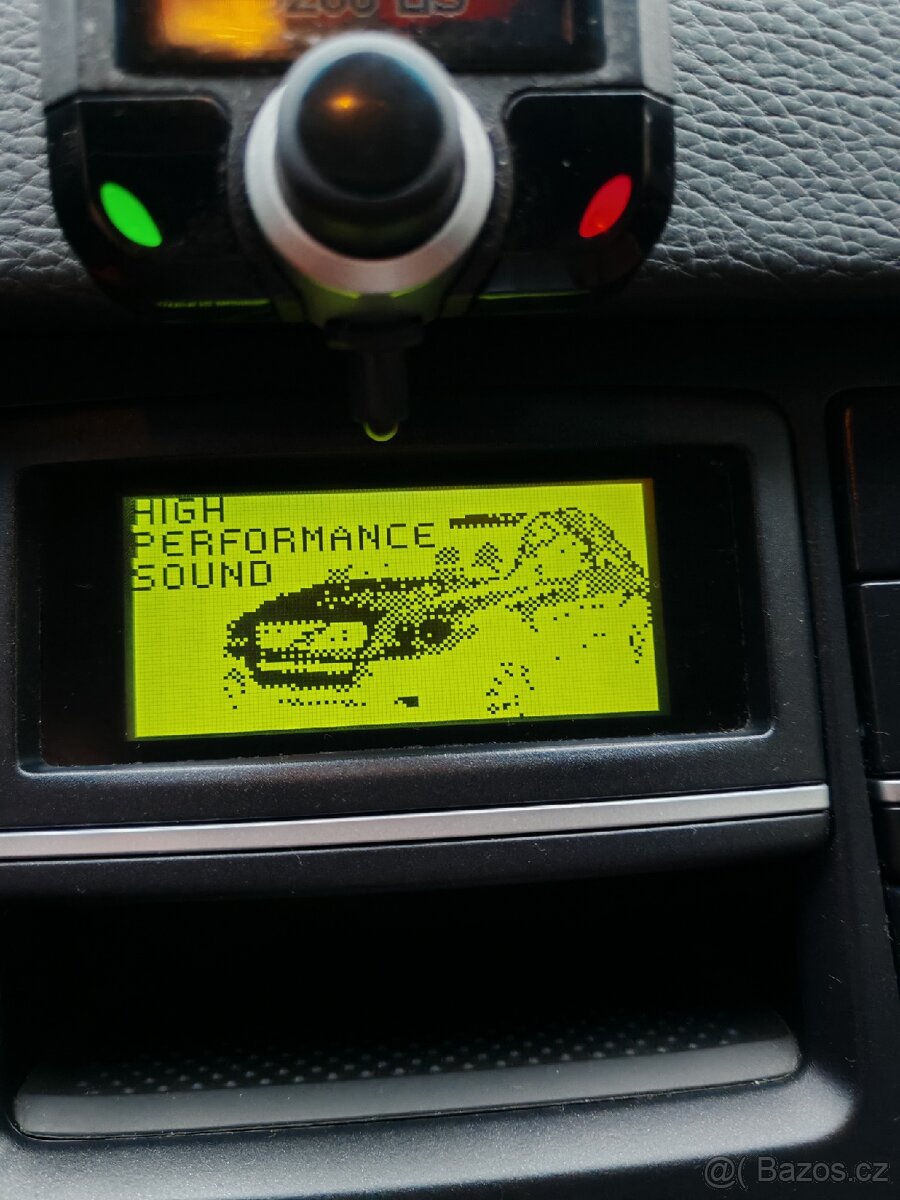 HIGH
PERFORMANCE
SOUND
@( Bazos.cz